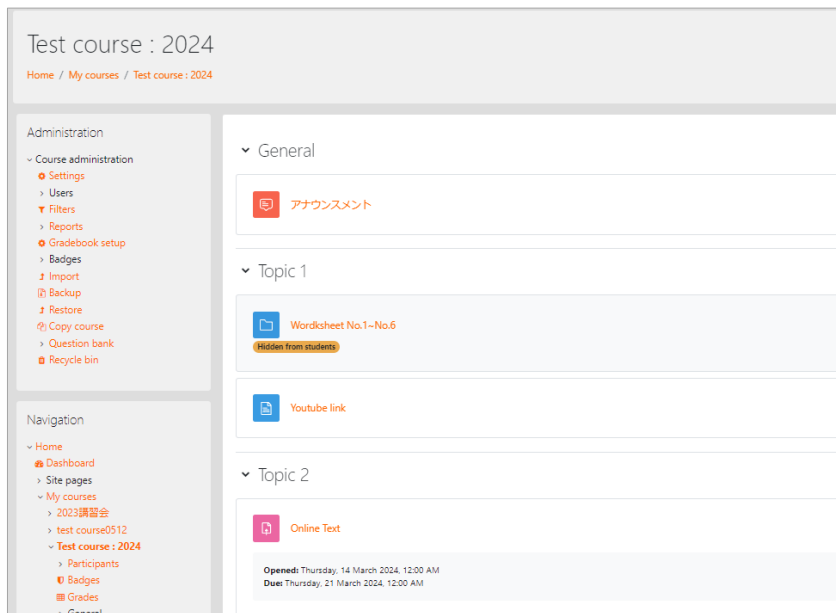 Test course : 2024
Home / My courses / Test course : 2024
Administration
Course administration
Settings
Users
Filters
Reports
Gradebook setup
Badges
Import
Backup
Restore
Copy course
Question bank
Recycle bin
Navigation
Home
Dashboard
Site pages
My courses
2023講習会
test course0512
Test course : 2024
Participants
Badges
Grades
General
General
アナウンスメント
Topic 1
Wordksheet No.1~No.6
Hidden from students
Youtube link
Topic 2
Online Text
Opened: Thursday, 14 March 2024, 12:00 AM
Due: Thursday, 21 March 2024, 12:00 AM